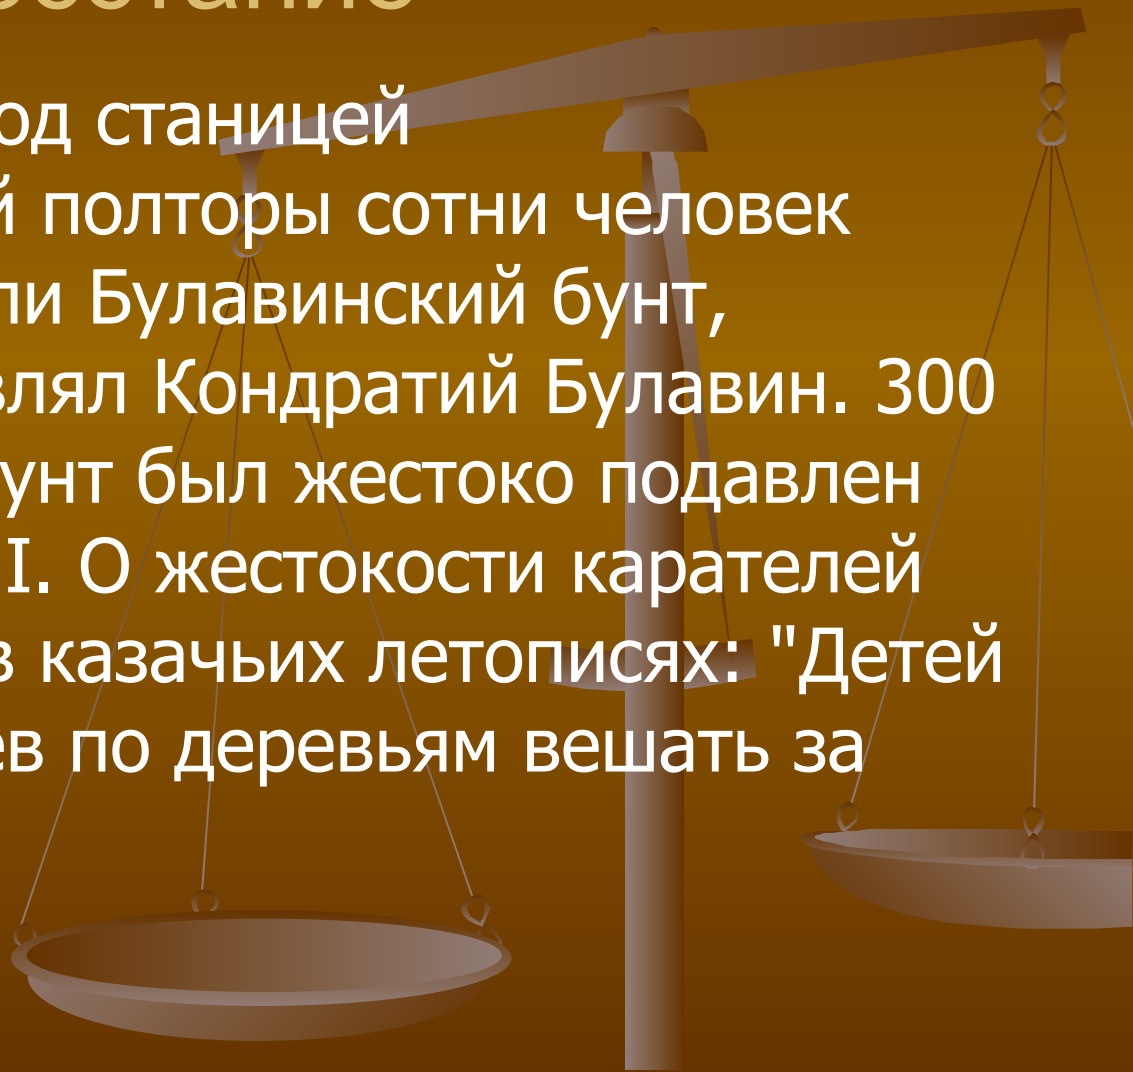 од станицей
й полторы сотни человек
ли Булавинский бунт,
влял Кондратий Булавин. 300
унт был жестоко подавлен
I. О жестокости карателей
в казачьих летописях: "Детей
ев по деревьям вешать за